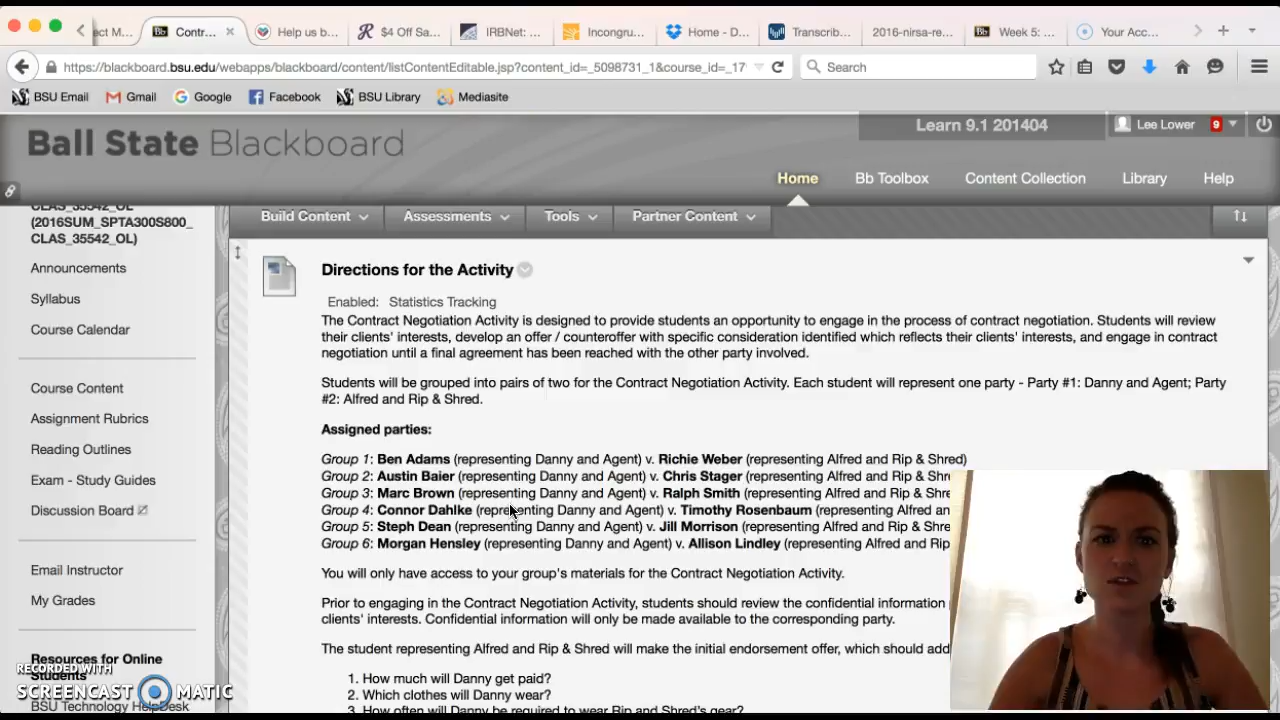 ect M...
Contr...
Help us b...
$4 Off Sa...
IRBNet: ...
Incongru...
Home - D...
Transcrib...
2016-nirsa-re...
Week 5: ...
Your Acc...
https://blackboard.bsu.edu/webapps/blackboard/content/listContentEditable.jsp?content_id=_5098731_1&course_id=_17
Search
BSU Email
Gmail
Google
Facebook
BSU Library
Mediasite
Ball State Blackboard
Learn 9.1 201404
Lee Lower 9
Home
Bb Toolbox
Content Collection
Library
Help
CLAS_35542_OL
(2016SUM_SPTA300S800_
CLAS_35542_OL)
Announcements
Syllabus
Course Calendar
Course Content
Assignment Rubrics
Reading Outlines
Exam - Study Guides
Discussion Board
Email Instructor
My Grades
Resources for Online
Students
BSU Technology HelpDesk
RECORDED WITH
SCREENCAST MATIC
Build Content
Assessments
Tools
Partner Content
Directions for the Activity
Enabled: Statistics Tracking
The Contract Negotiation Activity is designed to provide students an opportunity to engage in the process of contract negotiation. Students will review
their clients' interests, develop an offer / counteroffer with specific consideration identified which reflects their clients' interests, and engage in contract
negotiation until a final agreement has been reached with the other party involved.
Students will be grouped into pairs of two for the Contract Negotiation Activity. Each student will represent one party - Party #1: Danny and Agent; Party
#2: Alfred and Rip & Shred.
Assigned parties:
Group 1: Ben Adams (representing Danny and Agent) v. Richie Weber (representing Alfred and Rip & Shred)
Group 2: Austin Baier (representing Danny and Agent) v. Chris Stager (representing Alfred and Rip & Shre
Group 3: Marc Brown (representing Danny and Agent) v. Ralph Smith (representing Alfred and Rip & Shre
Group 4: Connor Dahlke (representing Danny and Agent) v. Timothy Rosenbaum (representing Alfred an
Group 5: Steph Dean (representing Danny and Agent) v. Jill Morrison (representing Alfred and Rip & Shre
Group 6: Morgan Hensley (representing Danny and Agent) v. Allison Lindley (representing Alfred and Rip
You will only have access to your group's materials for the Contract Negotiation Activity.
Prior to engaging in the Contract Negotiation Activity, students should review the confidential information
clients' interests. Confidential information will only be made available to the corresponding party.
The student representing Alfred and Rip & Shred will make the initial endorsement offer, which should add
1. How much will Danny get paid?
2. Which clothes will Danny wear?
3. How often will Danny be required to wear Rip and Shred's gear?